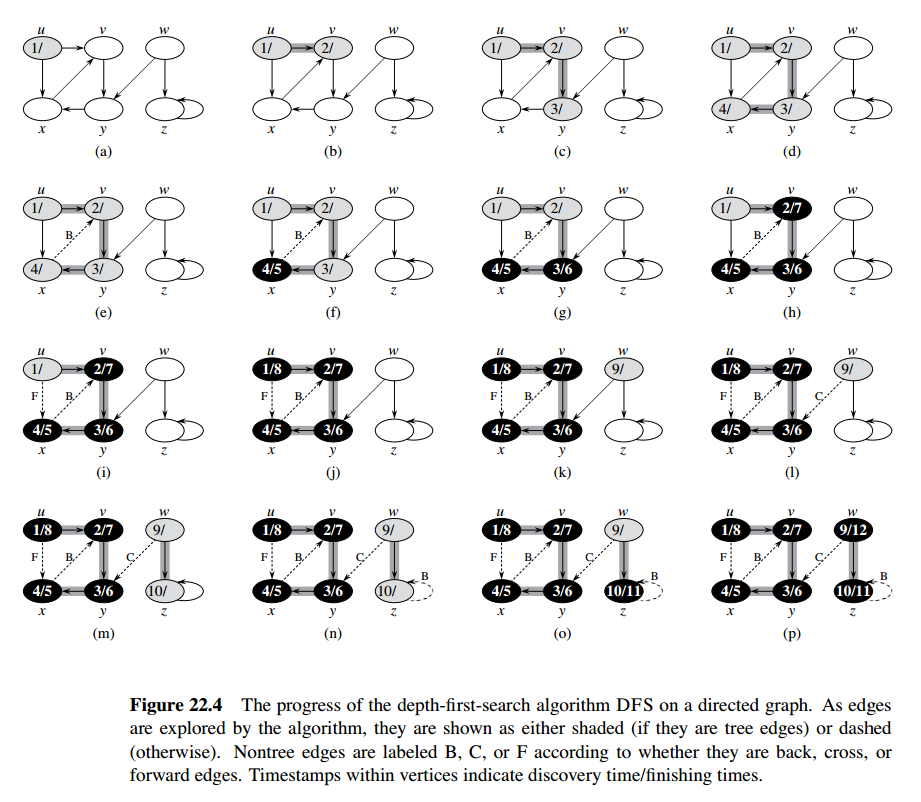 u v w u v w u v w u v w
1/ 1/ 2/ 1/ 2/ 1/ 2/
3/ 4/ 3/
x y z x y z x y z x y z
(a) (b) (c) (d)
u v w u v w u v w u v w
1/ 2/ 1/ 2/ 1/ 2/ 1/ 2/7
B B B B
4/ 3/ 4/5 3/ 4/5 3/6 4/5 3/6
x y z x y z x y z x y z
(e) (f) (g) (h)
u v w u v w u v w u v w
1/ 2/7 1/8 2/7 1/8 2/7 9/ 1/8 2/7 9/
F B F B F B F B C
4/5 3/6 4/5 3/6 4/5 3/6 4/5 3/6
x y z x y z x y z x y z
(i) (j) (k) (l)
u v w u v w u v w u v w
1/8 2/7 9/ 1/8 2/7 9/ 1/8 2/7 9/ 1/8 2/7 9/12
F B C F B C B F B C B F B C B
4/5 3/6 10/ 4/5 3/6 10/ 4/5 3/6 10/11 4/5 3/6 10/11
x y z x y z x y z x y z
(m) (n) (o) (p)
Figure 22.4 The progress of the depth-first-search algorithm DFS on a directed graph. As edges
are explored by the algorithm, they are shown as either shaded (if they are tree edges) or dashed
(otherwise). Nontree edges are labeled B, C, or F according to whether they are back, cross, or
forward edges. Timestamps within vertices indicate discovery time/finishing times.